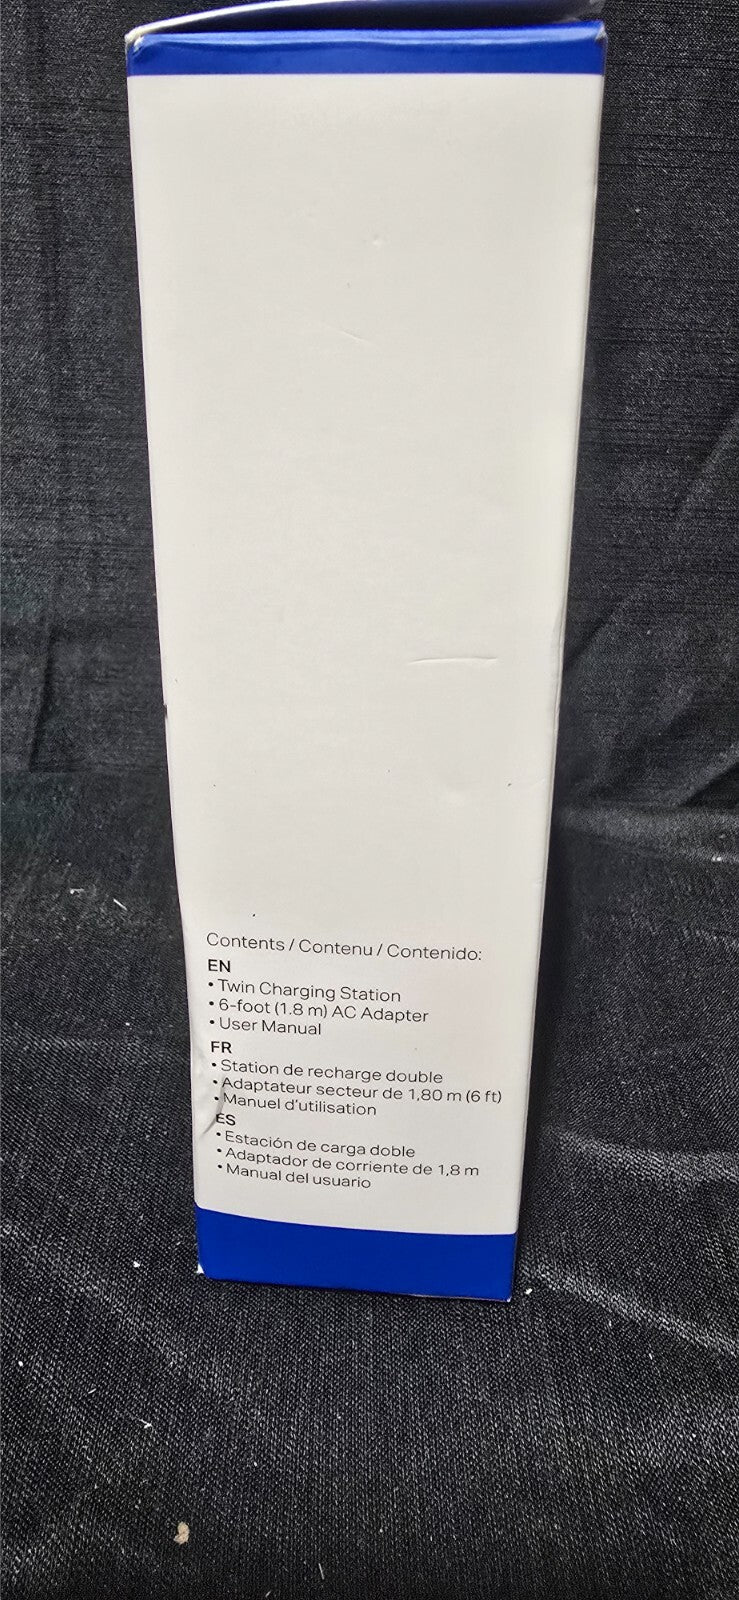 Contents / Contenu / Contenido:
EN
• Twin Charging Station
• 6-foot (1.8 m) AC Adapter
• User Manual
FR
• Station de recharge double
• Adaptateur secteur de 1,80 m (6 ft)
• Manuel d'utilisation
ES
• Estación de carga doble
• Adaptador de corriente de 1,8 m
• Manual del usuario